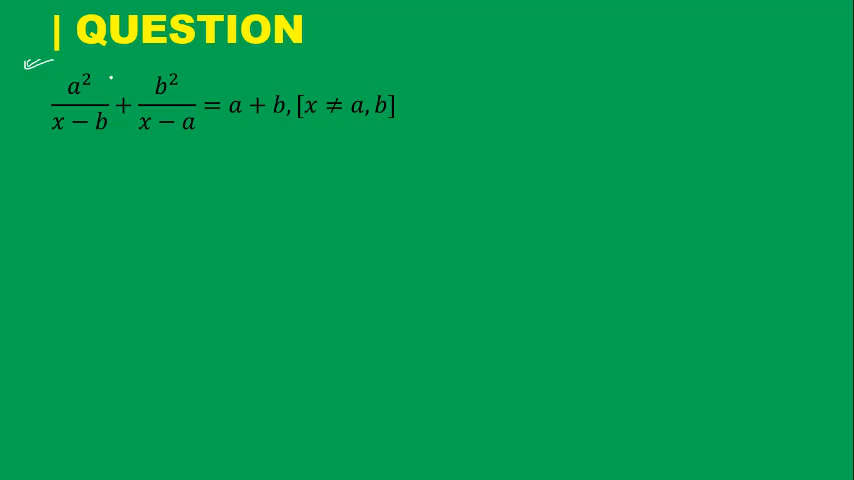 | QUESTION
a²/(x − b) + b²/(x − a) = a + b, [x ≠ a, b]